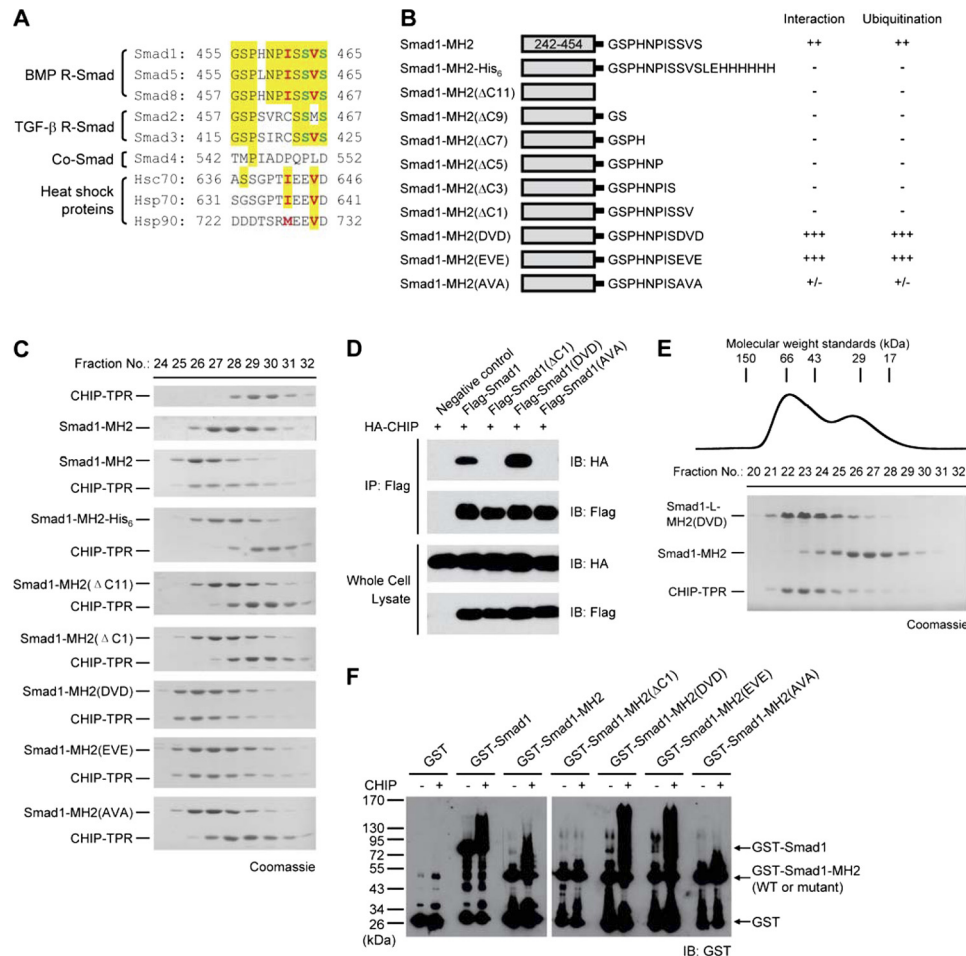 A
BMP R-Smad
TGF-β R-Smad
Co-Smad
Heat shock
proteins
Smad1: 455 GSPHNPISSVS 465
Smad5: 455 GSPLNPISSVS 465
Smad8: 457 GSPHNPISSVS 467
Smad2: 457 GSPSVRCSSMS 467
Smad3: 415 GSPSIRCSSVS 425
Smad4: 542 TMPIADPQPLD 552
Hsc70: 636 ASSGPTIEEVD 646
Hsp70: 631 GSGPTIEEVD 641
Hsp90: 722 DDDTSRMEEVD 732
B
Interaction Ubiquitination
Smad1-MH2 242-454 GSPHNPISSVS ++ ++
Smad1-MH2-His6 GSPHNPISSVSLEHHHHHH - -
Smad1-MH2(ΔC11) - -
Smad1-MH2(ΔC9) GS - -
Smad1-MH2(ΔC7) GSPH - -
Smad1-MH2(ΔC5) GSPHNP - -
Smad1-MH2(ΔC3) GSPHNPIS - -
Smad1-MH2(ΔC1) GSPHNPISSV - -
Smad1-MH2(DVD) GSPHNPISDVD +++ +++
Smad1-MH2(EVE) GSPHNPISEVE +++ +++
Smad1-MH2(AVA) GSPHNPISAVA +/- +/-
C
Fraction No.: 24 25 26 27 28 29 30 31 32
CHIP-TPR
Smad1-MH2
Smad1-MH2
CHIP-TPR
Smad1-MH2-His6
CHIP-TPR
Smad1-MH2(ΔC11)
CHIP-TPR
Smad1-MH2(ΔC1)
CHIP-TPR
Smad1-MH2(DVD)
CHIP-TPR
Smad1-MH2(EVE)
CHIP-TPR
Smad1-MH2(AVA)
CHIP-TPR
Coomassie
D
Negative control
Flag-Smad1
Flag-Smad1(ΔC1)
Flag-Smad1(DVD)
Flag-Smad1(AVA)
HA-CHIP + + + + +
IP: Flag
IB: HA
IB: Flag
Whole Cell
Lysate
IB: HA
IB: Flag
E
Molecular weight standards (kDa)
150 66 43 29 17
Fraction No.: 20 21 22 23 24 25 26 27 28 29 30 31 32
Smad1-L-
MH2(DVD)
Smad1-MH2
CHIP-TPR
Coomassie
F
GST
GST-Smad1
GST-Smad1-MH2
GST-Smad1-MH2(ΔC1)
GST-Smad1-MH2(DVD)
GST-Smad1-MH2(EVE)
GST-Smad1-MH2(AVA)
CHIP - + - + - + - + - + - + - +
170
130
95
72
55
43
34
26
(kDa)
GST-Smad1
GST-Smad1-MH2
(WT or mutant)
GST
IB: GST